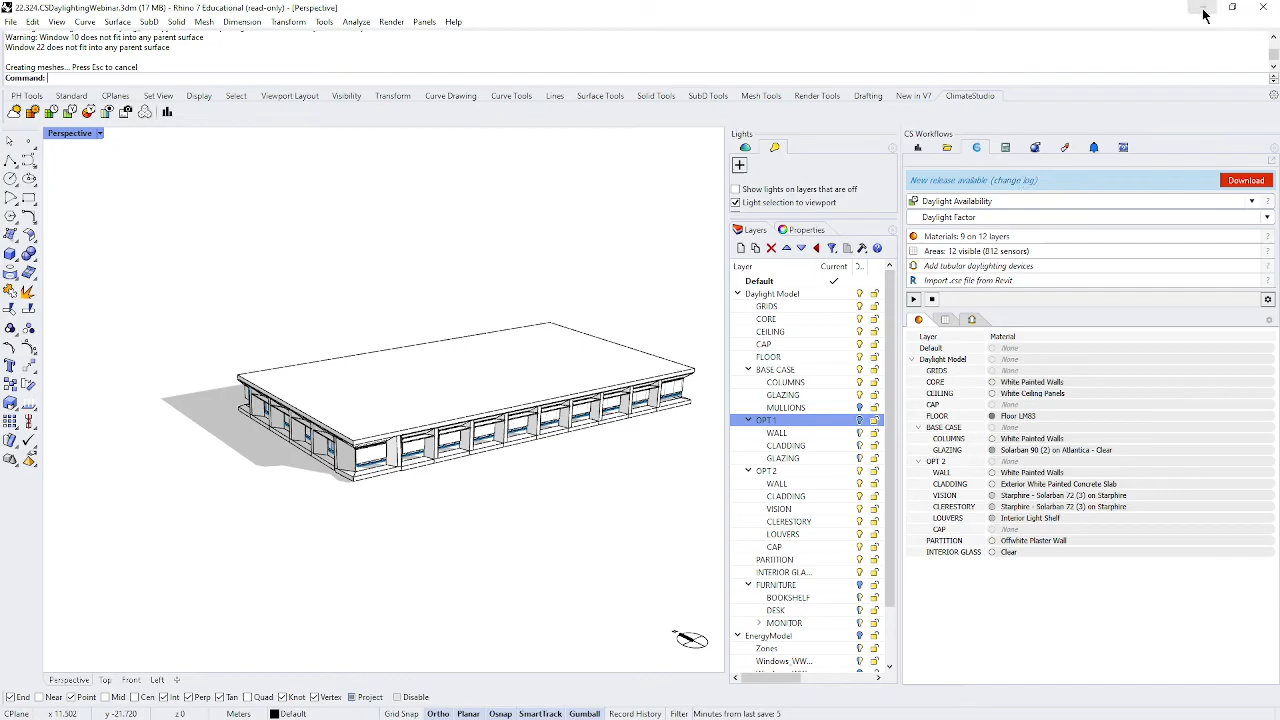 22.324.CSDaylightingWebinar.3dm (17 MB) - Rhino 7 Educational (read-only) - [Perspective]
File Edit View Curve Surface SubD Solid Mesh Dimension Transform Tools Analyze Render Panels Help
Warning: Window 10 does not fit into any parent surface
Window 22 does not fit into any parent surface
Creating meshes... Press Esc to cancel
Command:
PH Tools Standard CPlanes Set View Display Select Viewport Layout Visibility Transform Curve Drawing Curve Tools Lines Surface Tools Solid Tools SubD Tools Mesh Tools Render Tools Drafting New in V7 ClimateStudio
Perspective
Lights
Show lights on layers that are off
Light selection to viewport
Layers Properties
Layer Current
Default
Daylight Model
GRIDS
CORE
CEILING
CAP
FLOOR
BASE CASE
COLUMNS
GLAZING
MULLIONS
OPT 1
WALL
CLADDING
GLAZING
OPT 2
WALL
CLADDING
VISION
CLERESTORY
LOUVERS
CAP
PARTITION
INTERIOR GLA...
FURNITURE
BOOKSHELF
DESK
MONITOR
EnergyModel
Zones
Windows_WW...
CS Workflows
New release available (change log) Download
Daylight Availability ?
Daylight Factor
Materials: 9 on 12 layers ?
Areas: 12 visible (812 sensors) ?
Add tubular daylighting devices ?
Import .cse file from Revit ?
Layer Material
Default None
Daylight Model None
GRIDS None
CORE White Painted Walls
CEILING White Ceiling Panels
CAP None
FLOOR Floor LM83
BASE CASE None
COLUMNS White Painted Walls
GLAZING Solarban 90 (2) on Atlantica - Clear
OPT 2 None
WALL White Painted Walls
CLADDING Exterior White Painted Concrete Slab
VISION Starphire - Solarban 72 (3) on Starphire
CLERESTORY Starphire - Solarban 72 (3) on Starphire
LOUVERS Interior Light Shelf
CAP None
PARTITION Offwhite Plaster Wall
INTERIOR GLASS Clear
Perspective Top Front Left
End Near Point Mid Cen Int Perp Tan Quad Knot Vertex Project Disable
CPlane x 11.502 y -21.720 z 0 Meters Default Grid Snap Ortho Planar Osnap SmartTrack Gumball Record History Filter Minutes from last save 5